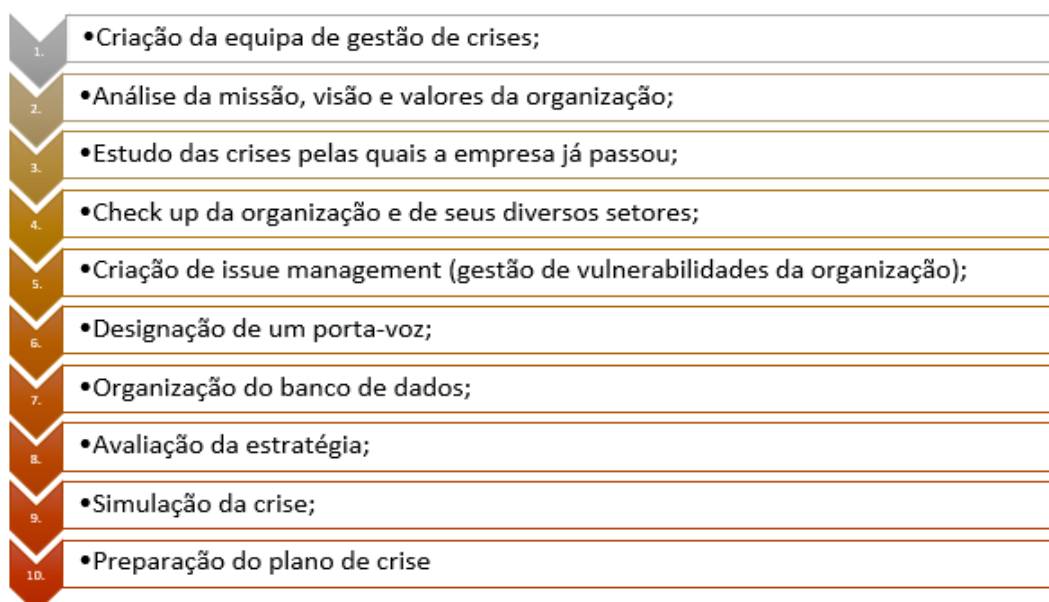 1. •Criação da equipa de gestão de crises;
2. •Análise da missão, visão e valores da organização;
3. •Estudo das crises pelas quais a empresa já passou;
4. •Check up da organização e de seus diversos setores;
5. •Criação de issue management (gestão de vulnerabilidades da organização);
6. •Designação de um porta-voz;
7. •Organização do banco de dados;
8. •Avaliação da estratégia;
9. •Simulação da crise;
10. •Preparação do plano de crise